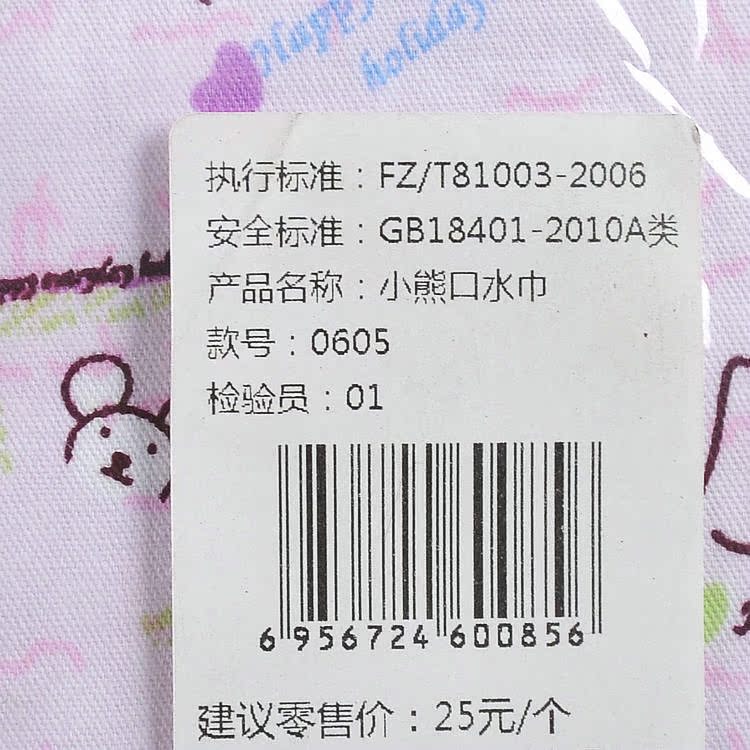 Happy
holiday
执行标准：FZ/T81003-2006
安全标准：GB18401-2010A类
产品名称：小熊口水巾
款号：0605
检验员：01
6 956724 600856
建议零售价：25元/个